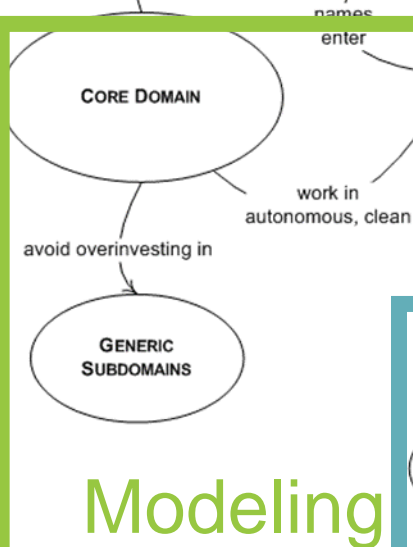 names
enter
CORE DOMAIN
work in
autonomous, clean
avoid overinvesting in
GENERIC
SUBDOMAINS
Modeling